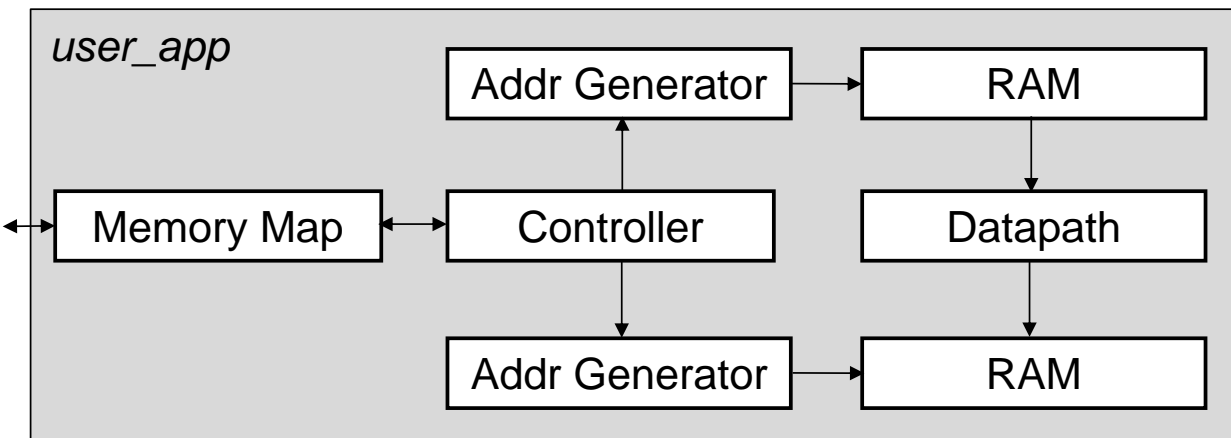 user_app
Addr Generator
RAM
Memory Map
Controller
Datapath
Addr Generator
RAM